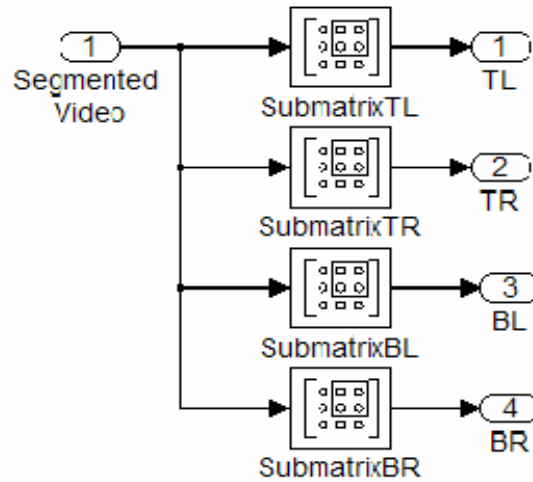 1
Segmented
Video
SubmatrixTL
1
TL
SubmatrixTR
2
TR
SubmatrixBL
3
BL
SubmatrixBR
4
BR